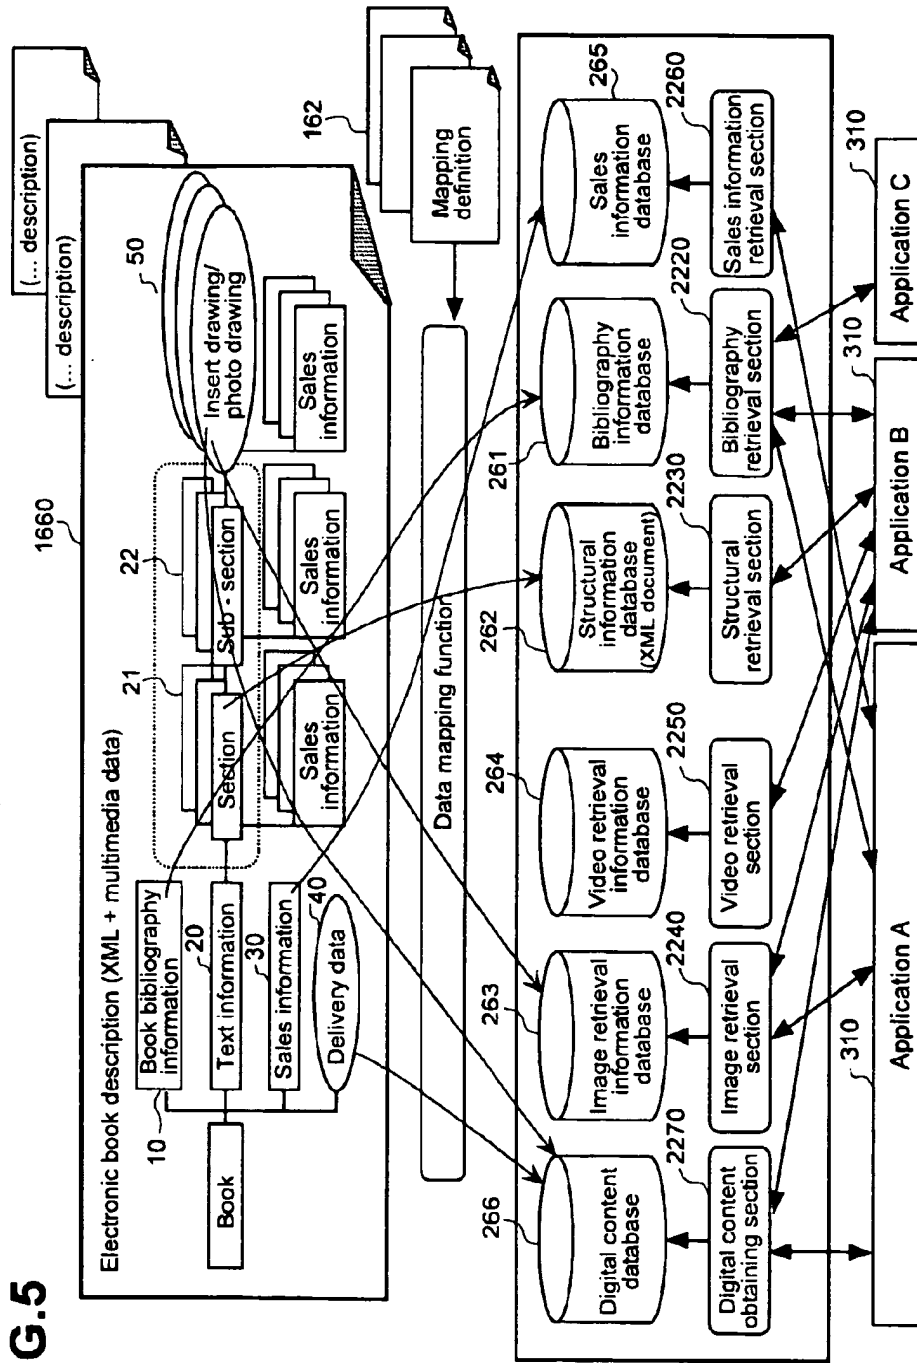 G.5
(... description)
(... description)
1660
Electronic book description (XML + multimedia data)
Book
10
Book bibliography
information
20
Text information
30
Sales information
40
Delivery data
21
22
Section
Sub - section
50
Insert drawing/
photo drawing
Sales
information
Sales
information
Sales
information
162
Mapping
definition
Data mapping function
266
Digital content
database
263
Image retrieval
information
database
264
Video retrieval
information
database
262
Structural
information
database
(XML document)
261
Bibliography
information
database
265
Sales
information
database
2270
Digital content
obtaining section
2240
Image retrieval
section
2250
Video retrieval
section
2230
Structural
retrieval section
2220
Bibliography
retrieval section
2260
Sales information
retrieval section
310
Application A
310
Application B
310
Application C